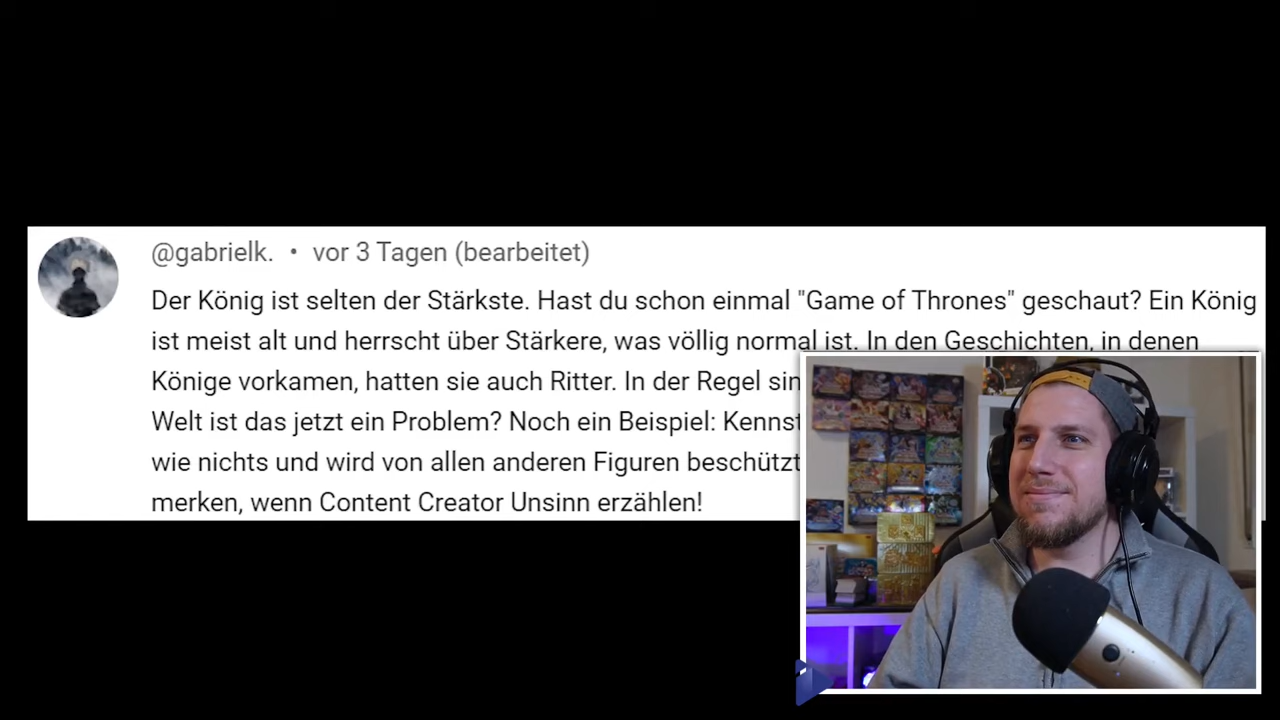 @gabrielk. • vor 3 Tagen (bearbeitet)
Der König ist selten der Stärkste. Hast du schon einmal "Game of Thrones" geschaut? Ein König
ist meist alt und herrscht über Stärkere, was völlig normal ist. In den Geschichten, in denen
Könige vorkamen, hatten sie auch Ritter. In der Regel
Welt ist das jetzt ein Problem? Noch ein Beispiel:
wie nichts und wird von allen anderen Figuren beschützt
merken, wenn Content Creator Unsinn erzählen!